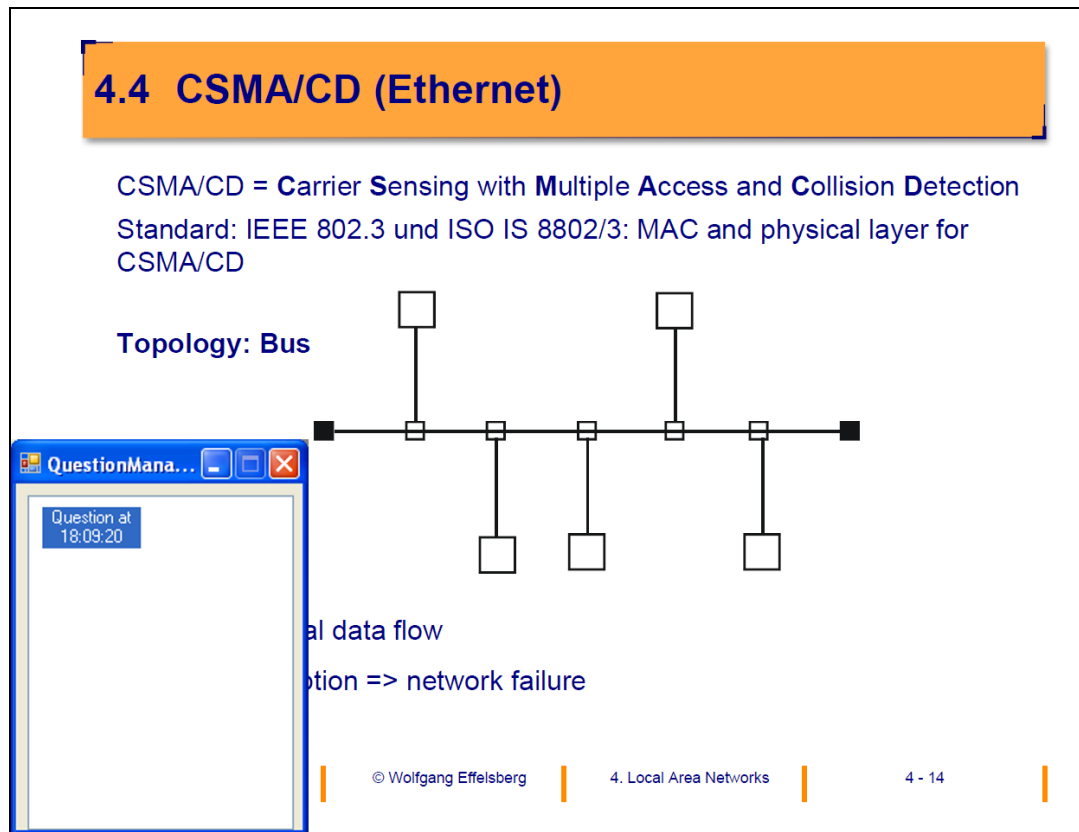 4.4 CSMA/CD (Ethernet)
CSMA/CD = Carrier Sensing with Multiple Access and Collision Detection
Standard: IEEE 802.3 und ISO IS 8802/3: MAC and physical layer for
CSMA/CD
Topology: Bus
QuestionMana...
Question at
18:09:20
al data flow
ption => network failure
© Wolfgang Effelsberg
4. Local Area Networks
4 - 14